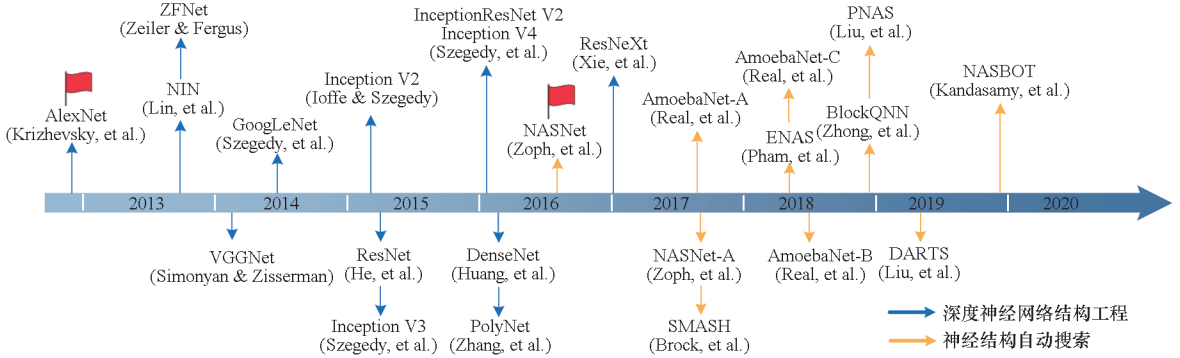 ZFNet
(Zeiler & Fergus)
NIN
(Lin, et al.)
AlexNet
(Krizhevsky, et al.)
GoogLeNet
(Szegedy, et al.)
Inception V2
(Ioffe & Szegedy)
InceptionResNet V2
Inception V4
(Szegedy, et al.)
NASNet
(Zoph, et al.)
ResNeXt
(Xie, et al.)
AmoebaNet-A
(Real, et al.)
AmoebaNet-C
(Real, et al.)
ENAS
(Pham, et al.)
PNAS
(Liu, et al.)
BlockQNN
(Zhong, et al.)
NASBOT
(Kandasamy, et al.)
2013
2014
2015
2016
2017
2018
2019
2020
VGGNet
(Simonyan & Zisserman)
ResNet
(He, et al.)
Inception V3
(Szegedy, et al.)
DenseNet
(Huang, et al.)
PolyNet
(Zhang, et al.)
NASNet-A
(Zoph, et al.)
SMASH
(Brock, et al.)
AmoebaNet-B
(Real, et al.)
DARTS
(Liu, et al.)
深度神经网络结构工程
神经结构自动搜索